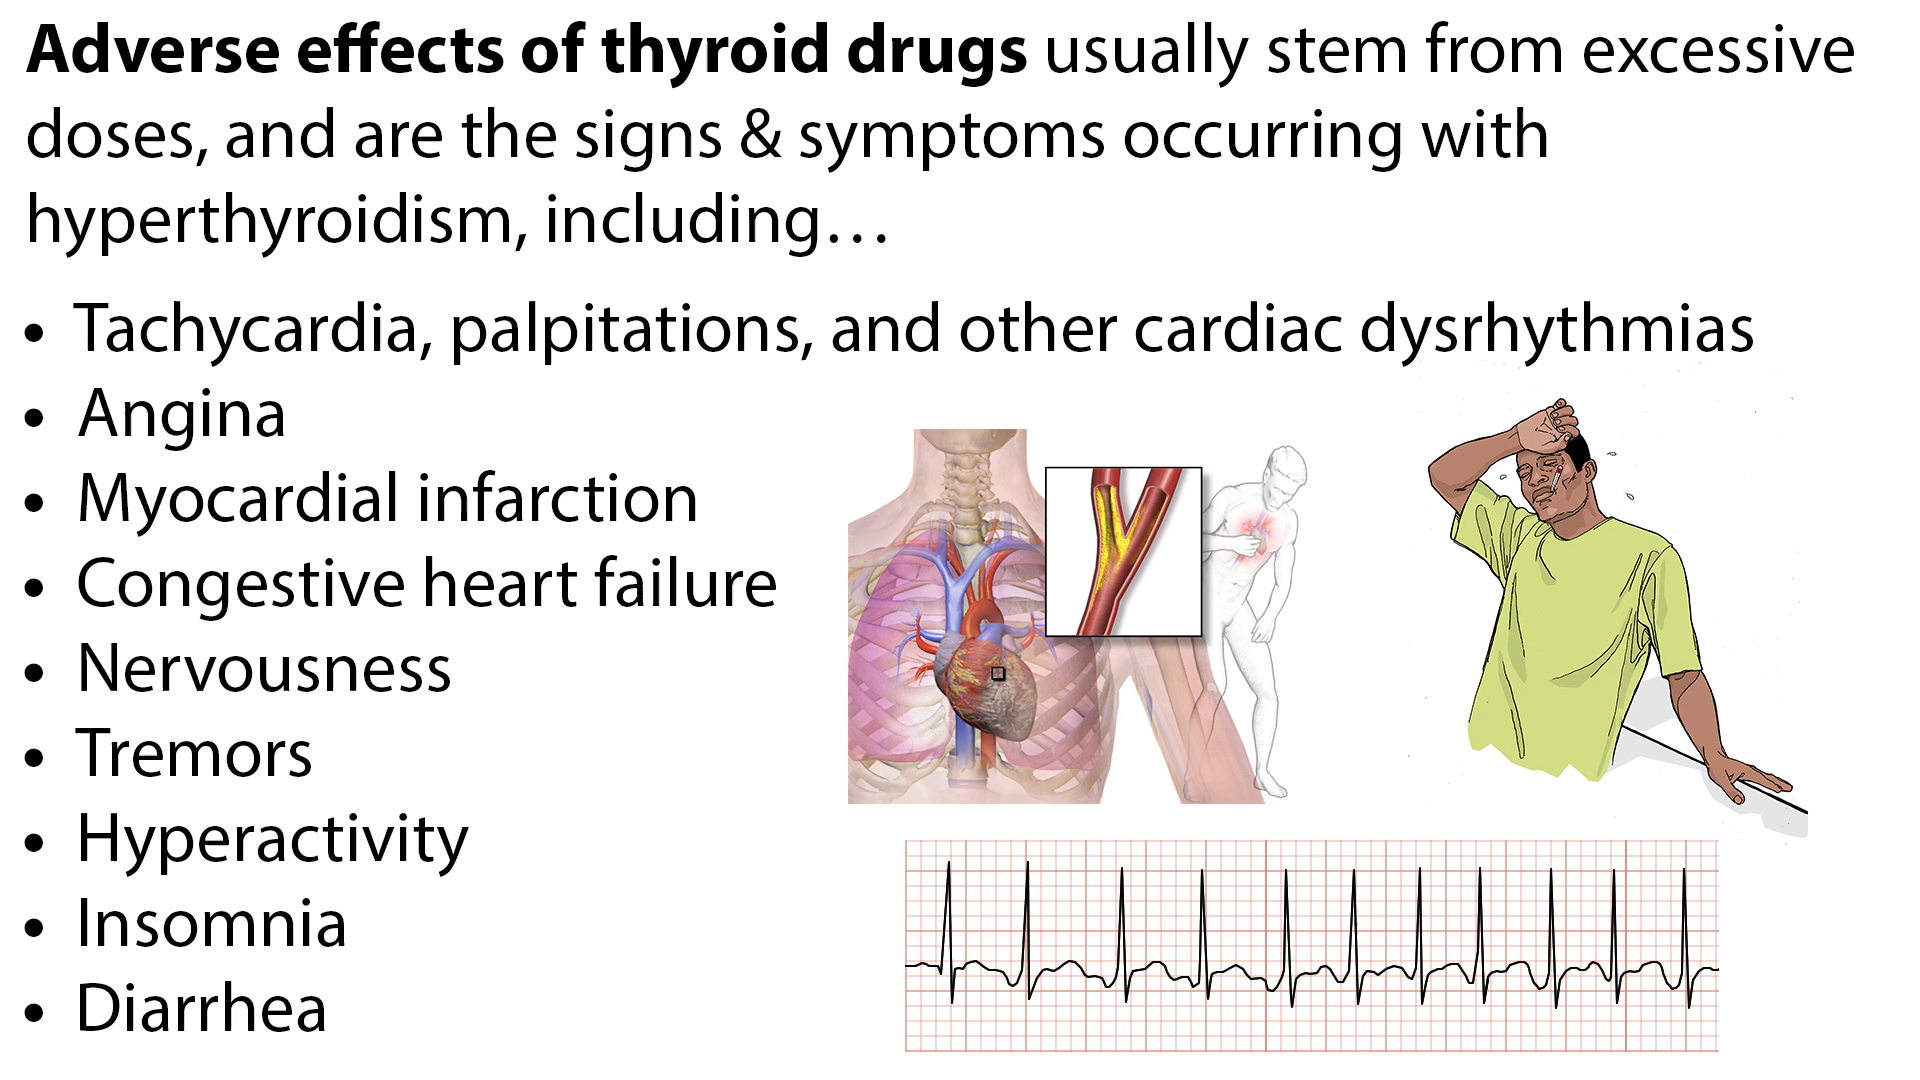 Adverse effects of thyroid drugs usually stem from excessive
doses, and are the signs & symptoms occurring with
hyperthyroidism, including…
• Tachycardia, palpitations, and other cardiac dysrhythmias
• Angina
• Myocardial infarction
• Congestive heart failure
• Nervousness
• Tremors
• Hyperactivity
• Insomnia
• Diarrhea